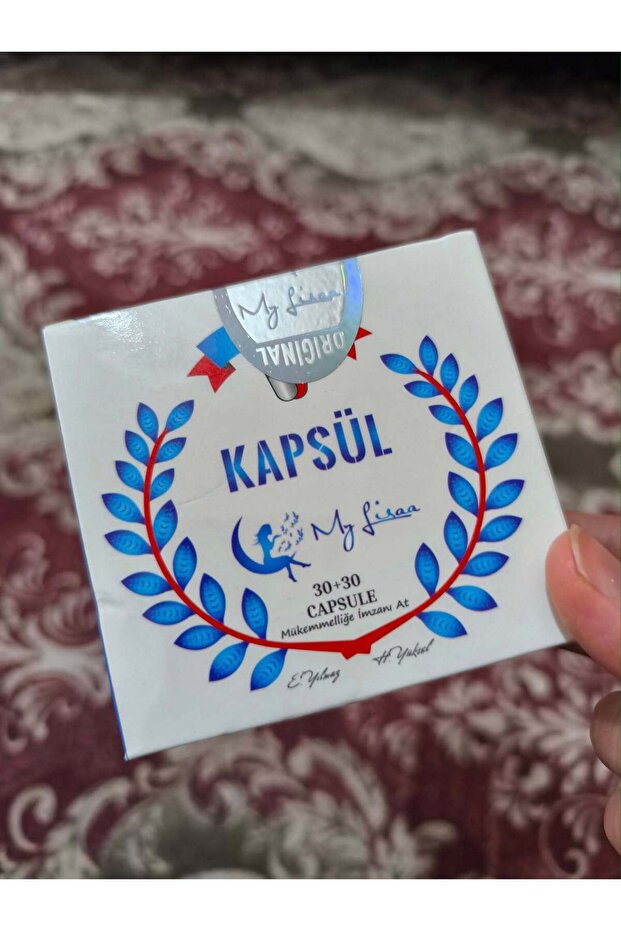 My Lisaa
ORIGINAL
KAPSÜL
My Lisaa
30+30
CAPSULE
Mükemmelliğe İmzanı At
E.Yılmaz H.Yüksel